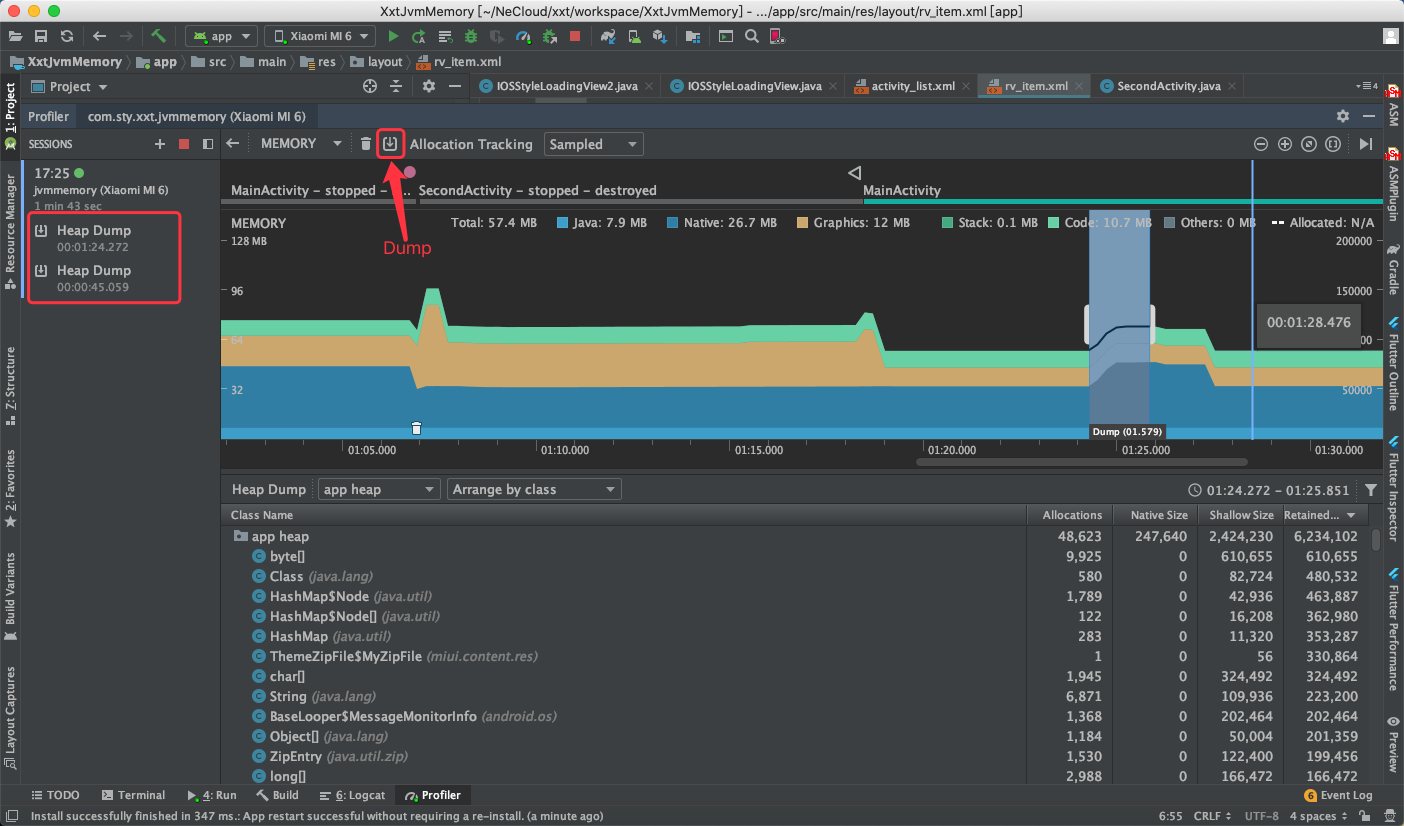 XxtJvmMemory [~/NeCloud/xxt/workspace/XxtJvmMemory] - .../app/src/main/res/layout/rv_item.xml [app]
app Xiaomi MI 6
XxtJvmMemory app src main res layout rv_item.xml
Project IOSStyleLoadingView2.java IOSStyleLoadingView.java activity_list.xml rv_item.xml SecondActivity.java 4
Profiler com.sty.xxt.jvmmemory (Xiaomi MI 6)
SESSIONS MEMORY Allocation Tracking Sampled
17:25
jvmmemory (Xiaomi MI 6)
1 min 43 sec
Heap Dump
00:01:24.272
Heap Dump
00:00:45.059
MainActivity – stopped – ... SecondActivity – stopped – destroyed MainActivity
MEMORY Total: 57.4 MB Java: 7.9 MB Native: 26.7 MB Graphics: 12 MB Stack: 0.1 MB Code: 10.7 MB Others: 0 MB Allocated: N/A
128 MB 200000
Dump
96 150000
00:01:28.476
64
32 50000
Dump (01.579)
01:05.000 01:10.000 01:15.000 01:20.000 01:25.000 01:30.000
Heap Dump app heap Arrange by class 01:24.272 – 01:25.851
Class Name Allocations Native Size Shallow Size Retained...
app heap 48,623 247,640 2,424,230 6,234,102
byte[] 9,925 0 610,655 610,655
Class (java.lang) 580 0 82,724 480,532
HashMap$Node (java.util) 1,789 0 42,936 463,887
HashMap$Node[] (java.util) 122 0 16,208 362,980
HashMap (java.util) 283 0 11,320 353,287
ThemeZipFile$MyZipFile (miui.content.res) 1 0 56 330,864
char[] 1,945 0 324,492 324,492
String (java.lang) 6,871 0 109,936 223,200
BaseLooper$MessageMonitorInfo (android.os) 1,368 0 202,464 202,464
Object[] (java.lang) 1,184 0 50,004 201,359
ZipEntry (java.util.zip) 1,530 0 122,400 199,456
long[] 2,988 0 166,472 166,472
1: Project
Resource Manager
Z: Structure
2: Favorites
Build Variants
Layout Captures
ASM
ASMPlugin
Gradle
Flutter Outline
Flutter Inspector
Flutter Performance
Preview
TODO Terminal 4: Run Build 6: Logcat Profiler 6 Event Log
Install successfully finished in 347 ms.: App restart successful without requiring a re-install. (a minute ago) 6:55 CRLF UTF-8 4 spaces